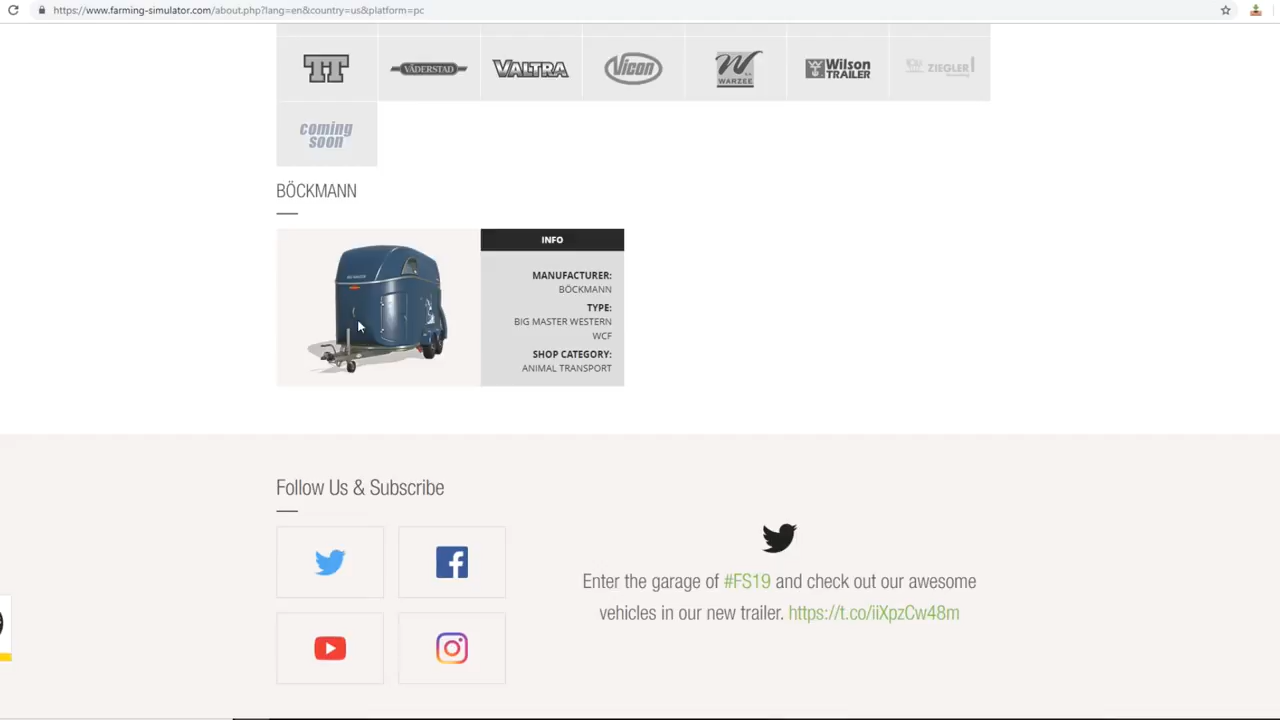 https://www.farming-simulator.com/about.php?lang=en&country=us&platform=pc
TT VÄDERSTAD VALTRA Vicon W WARZEE Wilson TRAILER ZIEGLER
coming
soon
BÖCKMANN
INFO
MANUFACTURER:
BÖCKMANN
TYPE:
BIG MASTER WESTERN
WCF
SHOP CATEGORY:
ANIMAL TRANSPORT
Follow Us & Subscribe
Enter the garage of #FS19 and check out our awesome
vehicles in our new trailer. https://t.co/iiXpzCw48m